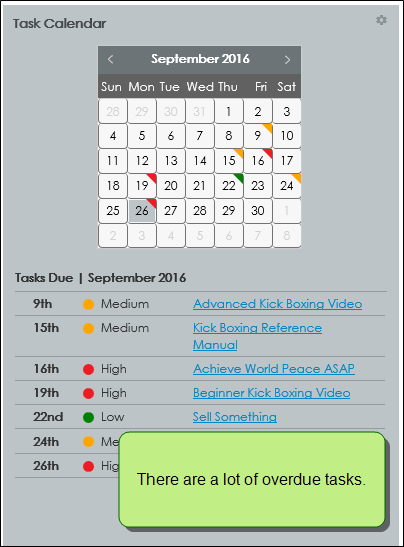 Task Calendar
September 2016
Sun Mon Tue Wed Thu Fri Sat
28 29 30 31 1 2 3
4 5 6 7 8 9 10
11 12 13 14 15 16 17
18 19 20 21 22 23 24
25 26 27 28 29 30 1
2 3 4 5 6 7 8
Tasks Due | September 2016
9th Medium Advanced Kick Boxing Video
15th Medium Kick Boxing Reference
Manual
16th High Achieve World Peace ASAP
19th High Beginner Kick Boxing Video
22nd Low Sell Something
24th
26th
There are a lot of overdue tasks.